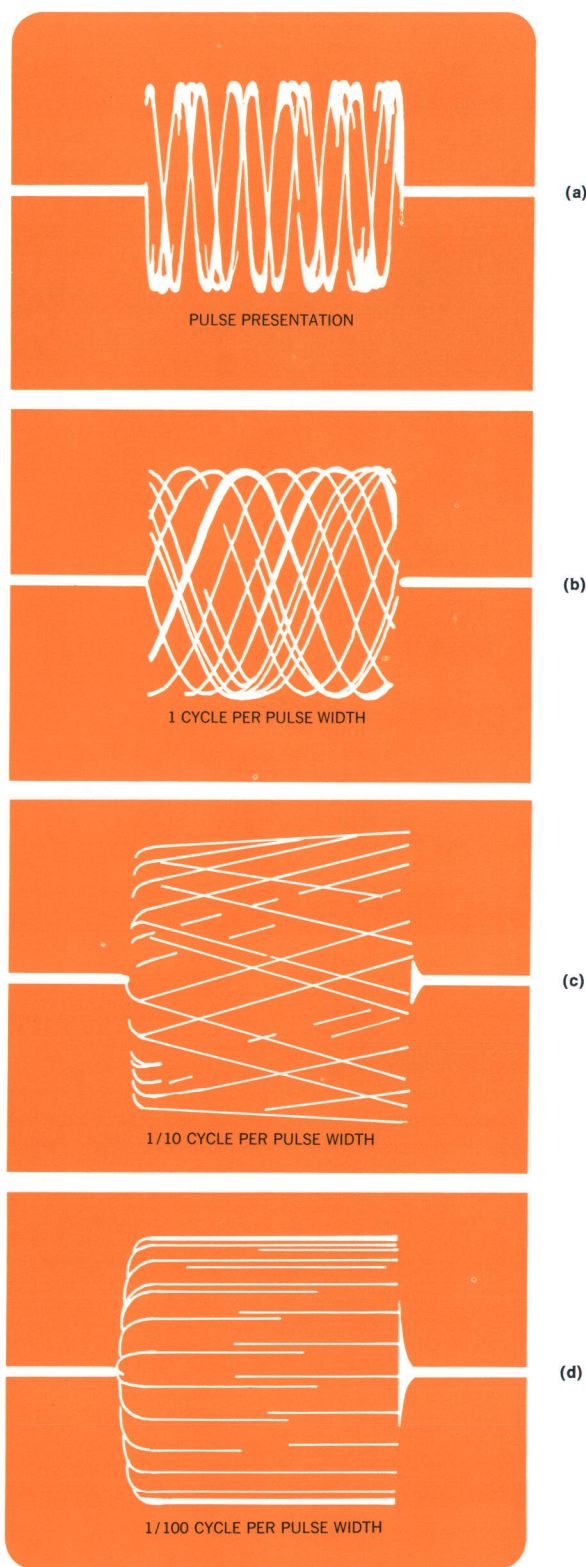 (a)
PULSE PRESENTATION
(b)
1 CYCLE PER PULSE WIDTH
(c)
1/10 CYCLE PER PULSE WIDTH
(d)
1/100 CYCLE PER PULSE WIDTH